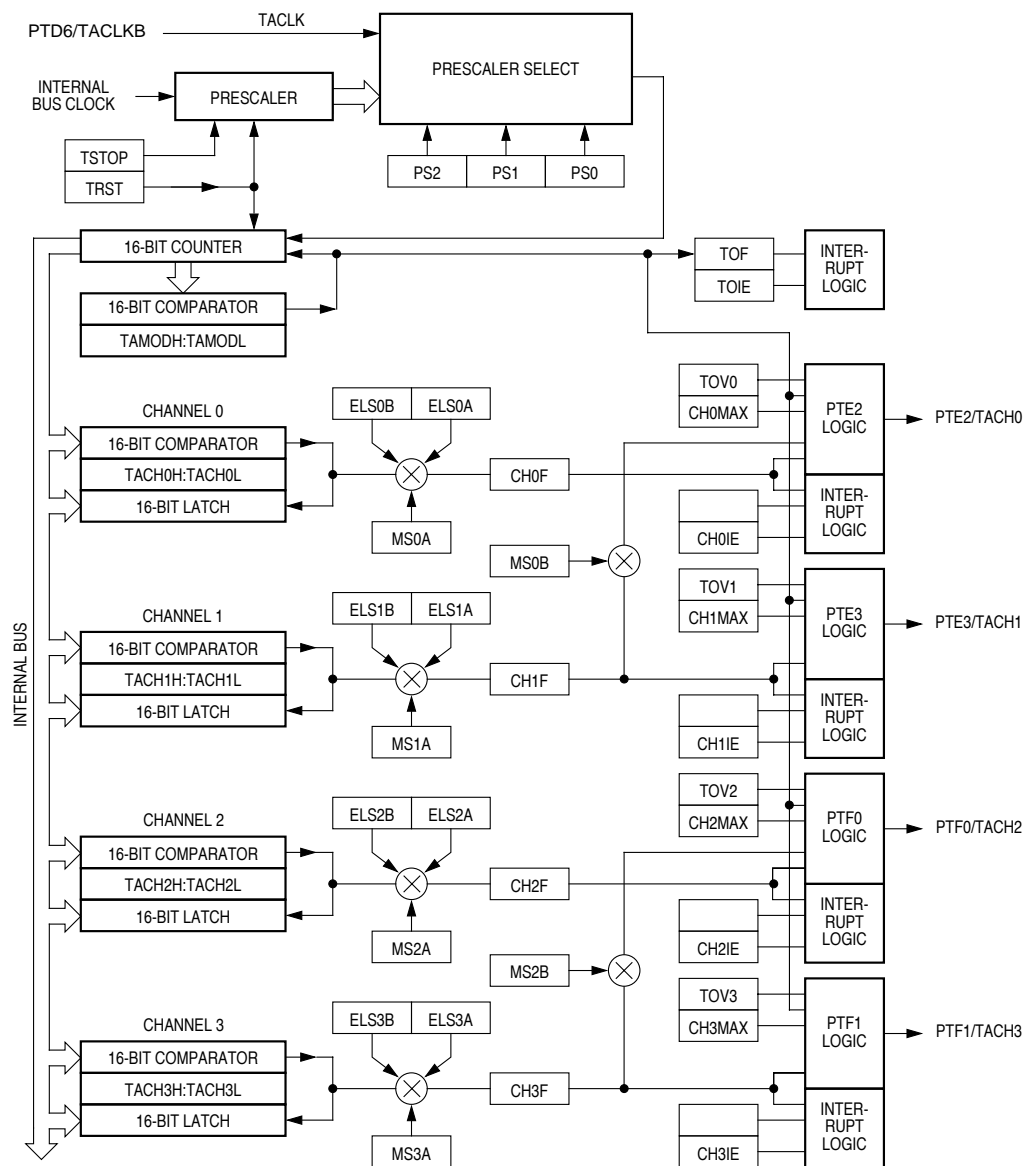 PTD6/TACLKB
TACLK
PRESCALER SELECT
INTERNAL
BUS CLOCK
PRESCALER
TSTOP
TRST
PS2
PS1
PS0
16-BIT COUNTER
TOF
TOIE
INTER-
RUPT
LOGIC
16-BIT COMPARATOR
TAMODH:TAMODL
INTERNAL BUS
CHANNEL 0
16-BIT COMPARATOR
TACH0H:TACH0L
16-BIT LATCH
ELS0B
ELS0A
MS0A
CH0F
TOV0
CH0MAX
PTE2
LOGIC
PTE2/TACH0
CH0IE
INTER-
RUPT
LOGIC
MS0B
CHANNEL 1
16-BIT COMPARATOR
TACH1H:TACH1L
16-BIT LATCH
ELS1B
ELS1A
MS1A
CH1F
TOV1
CH1MAX
PTE3
LOGIC
PTE3/TACH1
CH1IE
INTER-
RUPT
LOGIC
CHANNEL 2
16-BIT COMPARATOR
TACH2H:TACH2L
16-BIT LATCH
ELS2B
ELS2A
MS2A
CH2F
TOV2
CH2MAX
PTF0
LOGIC
PTF0/TACH2
CH2IE
INTER-
RUPT
LOGIC
MS2B
CHANNEL 3
16-BIT COMPARATOR
TACH3H:TACH3L
16-BIT LATCH
ELS3B
ELS3A
MS3A
CH3F
TOV3
CH3MAX
PTF1
LOGIC
PTF1/TACH3
CH3IE
INTER-
RUPT
LOGIC